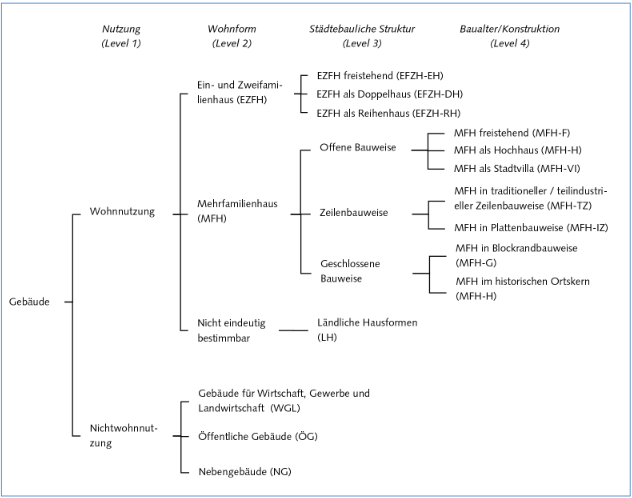 Nutzung
(Level 1)
Wohnform
(Level 2)
Städtebauliche Struktur
(Level 3)
Baualter/Konstruktion
(Level 4)
Ein- und Zweifami-
lienhaus (EZFH)
EZFH freistehend (EFZH-EH)
EZFH als Doppelhaus (EFZH-DH)
EZFH als Reihenhaus (EFZH-RH)
Offene Bauweise
MFH freistehend (MFH-F)
MFH als Hochhaus (MFH-H)
MFH als Stadtvilla (MFH-VI)
Wohnnutzung
Mehrfamilienhaus
(MFH)
Zeilenbauweise
MFH in traditioneller / teilindustri-
eller Zeilenbauweise (MFH-TZ)
MFH in Plattenbauweise (MFH-IZ)
Geschlossene
Bauweise
MFH in Blockrandbauweise
(MFH-G)
MFH im historischen Ortskern
(MFH-H)
Gebäude
Nicht eindeutig
bestimmbar
Ländliche Hausformen
(LH)
Nichtwohnnut-
zung
Gebäude für Wirtschaft, Gewerbe und
Landwirtschaft (WGL)
Öffentliche Gebäude (ÖG)
Nebengebäude (NG)